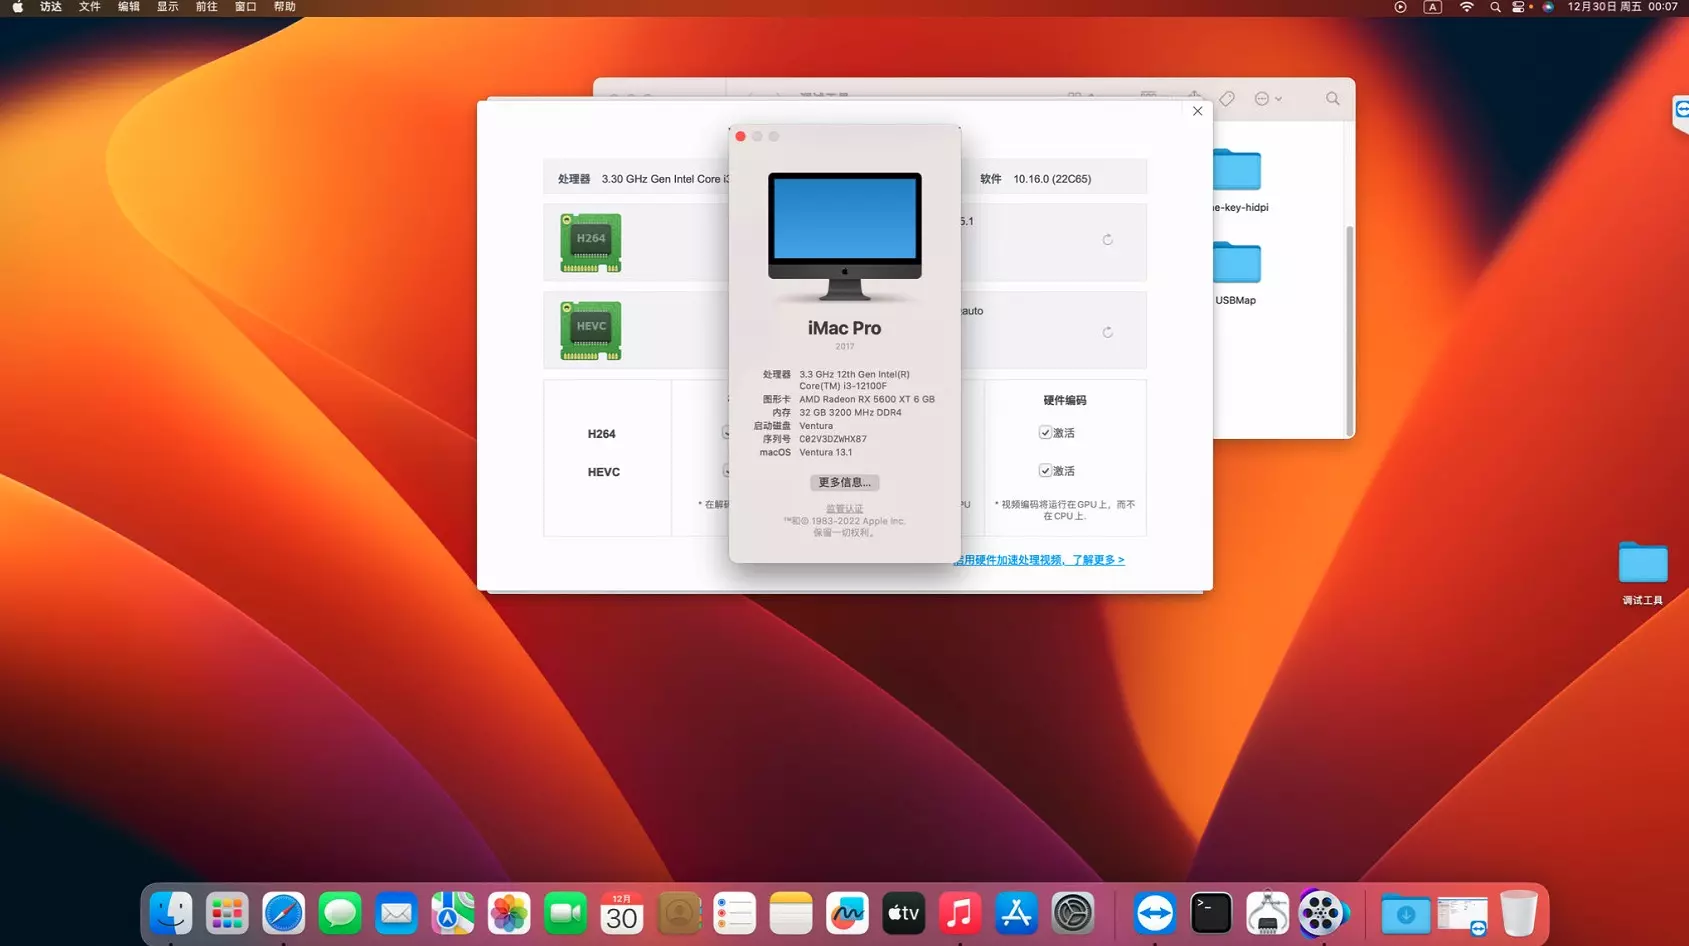 访达 文件 编辑 显示 前往 窗口 帮助
A
12月30日 周五 00:07
处理器 3.30 GHz Gen Intel Core i3
软件 10.16.0 (22C65)
H264
HEVC
auto
硬件编码
H264
激活
HEVC
激活
* 在解码
* 视频编码将运行在GPU上，而不
在CPU上.
用硬件加速处理视频，了解更多 >
iMac Pro
2017
处理器 3.3 GHz 12th Gen Intel(R)
Core(TM) i3-12100F
图形卡 AMD Radeon RX 5600 XT 6 GB
内存 32 GB 3200 MHz DDR4
启动磁盘 Ventura
序列号 C02V3DZWHX87
macOS Ventura 13.1
更多信息...
监管认证
™和© 1983-2022 Apple Inc.
保留一切权利。
e-key-hidpi
USBMap
调试工具
12月
30
tv